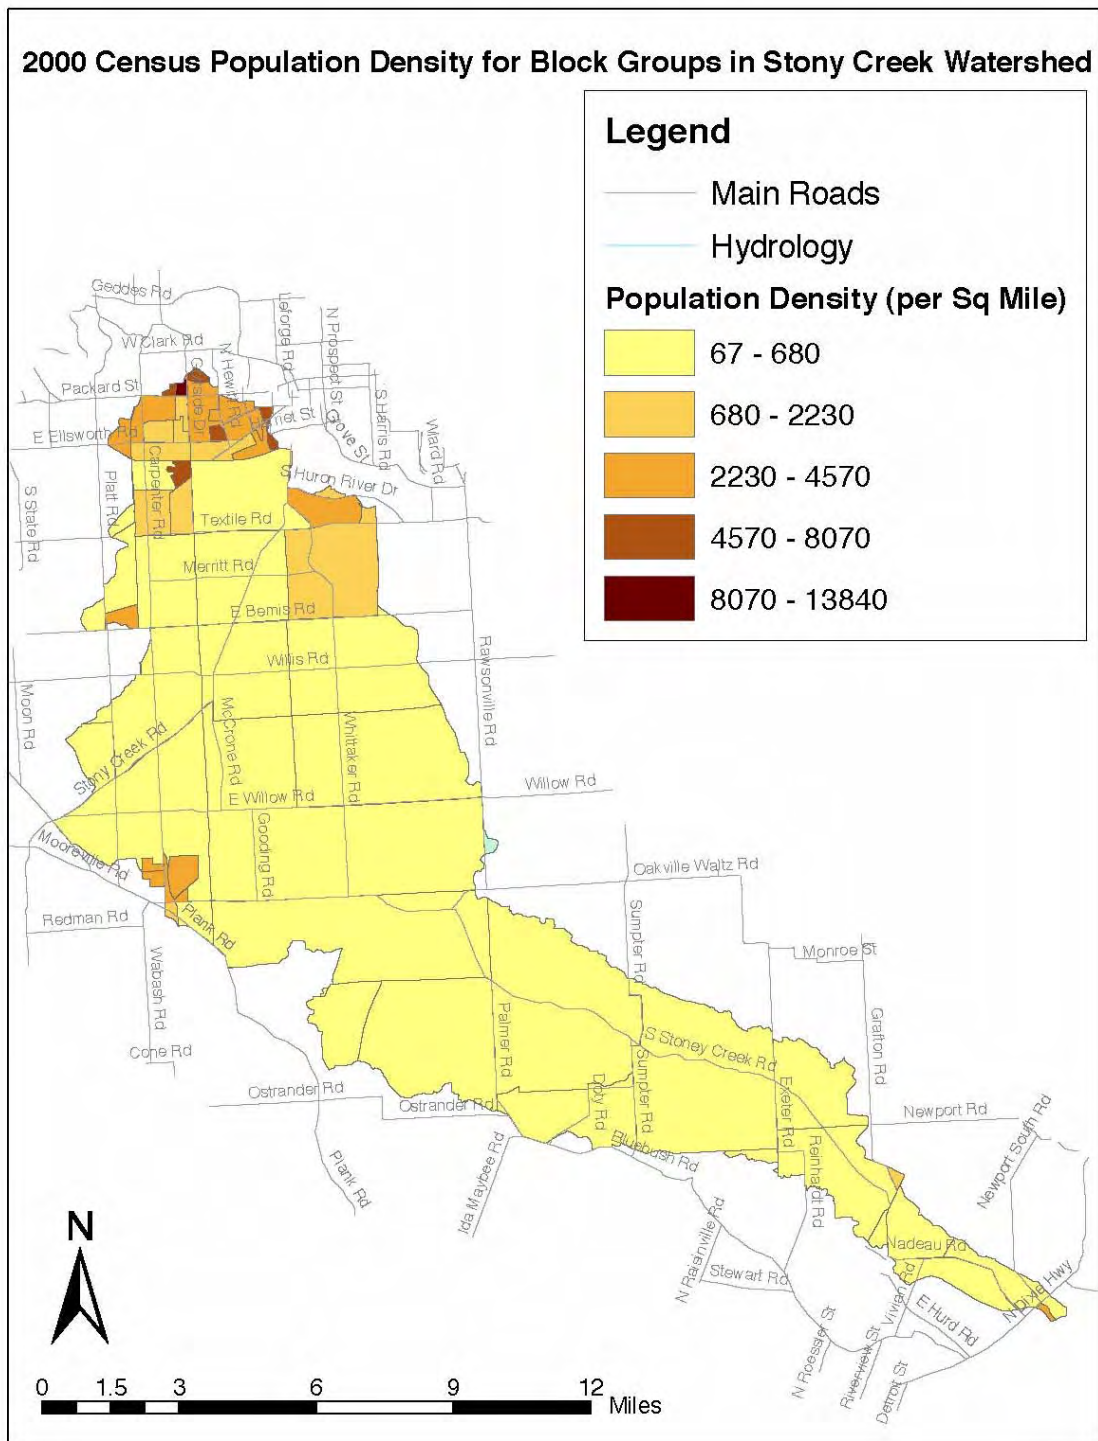 2000 Census Population Density for Block Groups in Stony Creek Watershed
Legend
Main Roads
Hydrology
Population Density (per Sq Mile)
67 - 680
680 - 2230
2230 - 4570
4570 - 8070
8070 - 13840
Geddes Rd
Leforge Rd
N Prospect St
W Clark Rd
N Hewitt Rd
Packard St
S Harris Rd
Grove St
Wiard Rd
E Ellsworth Rd
Carpenter Rd
Platt Rd
S State Rd
S Huron River Dr
Textile Rd
Merritt Rd
E Bemis Rd
Willis Rd
Rawsonville Rd
Moon Rd
McCrone Rd
Whittaker Rd
Stony Creek Rd
Willow Rd
E Willow Rd
Gooding Rd
Mooreville Rd
Oakville Waltz Rd
Redman Rd
Plank Rd
Sumpter Rd
Monroe St
Wabash Rd
Grafton Rd
Palmer Rd
S Stoney Creek Rd
Cone Rd
Sumpter Rd
Exeter Rd
Doty Rd
Ostrander Rd
Ostrander Rd
Newport Rd
Newport South Rd
Bluebush Rd
Reinhardt Rd
Plank Rd
Ida Maybee Rd
Nadeau Rd
N Raisinville Rd
Stewart Rd
Vivian Rd
N Dixie Hwy
E Hurd Rd
N Roessler St
Riverview St
Detroit St
N
0 1.5 3 6 9 12
Miles